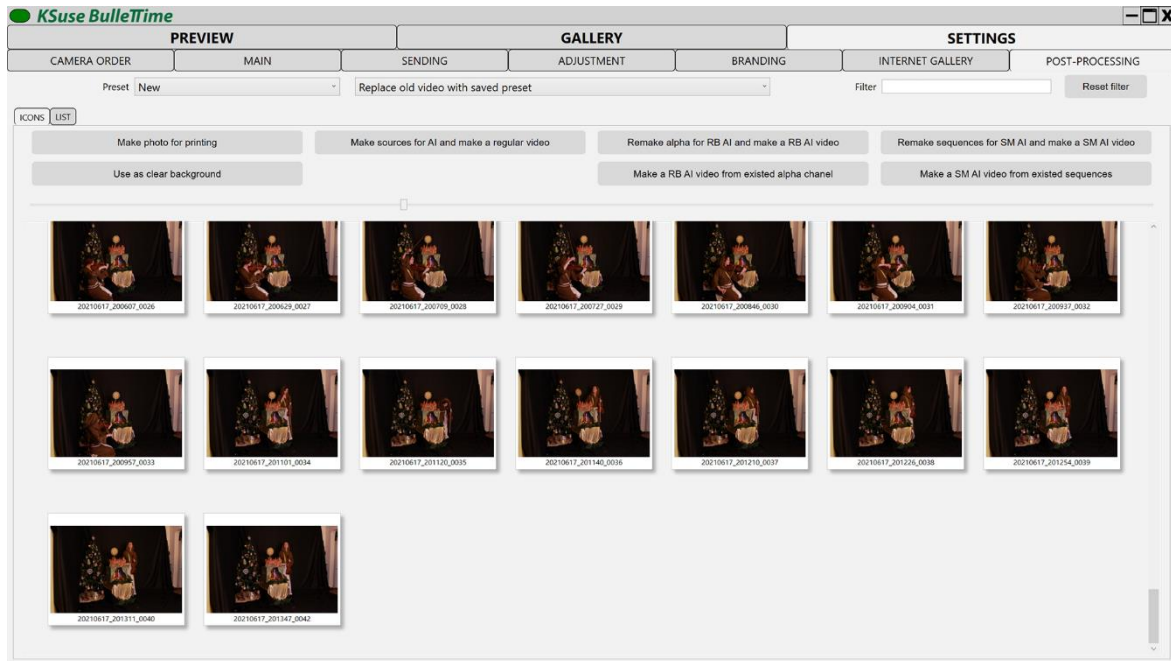 KSuse BulleTime
PREVIEW GALLERY SETTINGS
CAMERA ORDER MAIN SENDING ADJUSTMENT BRANDING INTERNET GALLERY POST-PROCESSING
Preset New Replace old video with saved preset Filter Reset filter
ICONS LIST
Make photo for printing Make sources for AI and make a regular video Remake alpha for RB AI and make a RB AI video Remake sequences for SM AI and make a SM AI video
Use as clear background Make a RB AI video from existed alpha chanel Make a SM AI video from existed sequences
20210617_200607_0026 20210617_200629_0027 20210617_200709_0028 20210617_200727_0029 20210617_200846_0030 20210617_200904_0031 20210617_200937_0032
20210617_200957_0033 20210617_201101_0034 20210617_201120_0035 20210617_201140_0036 20210617_201210_0037 20210617_201226_0038 20210617_201254_0039
20210617_201311_0040 20210617_201347_0042